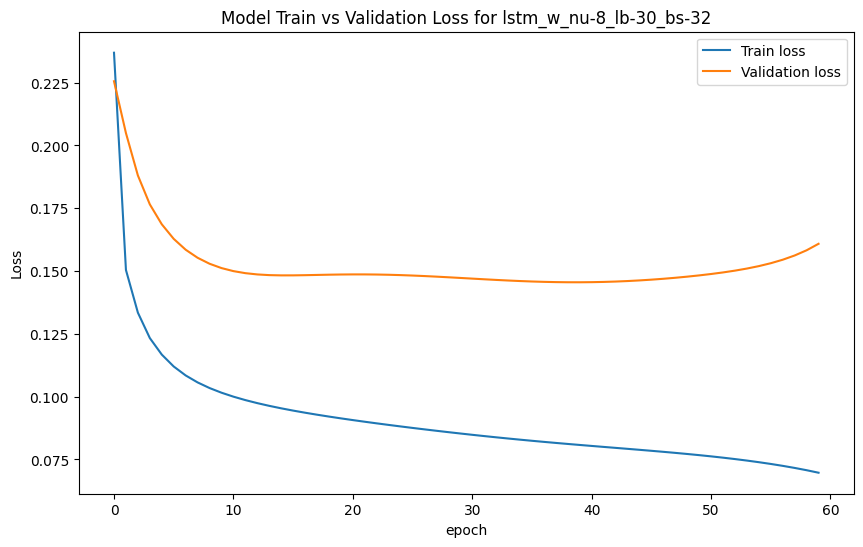 Model Train vs Validation Loss for lstm_w_nu-8_lb-30_bs-32
Train loss
Validation loss
0.225
0.200
0.175
0.150
0.125
0.100
0.075
Loss
0 10 20 30 40 50 60
epoch